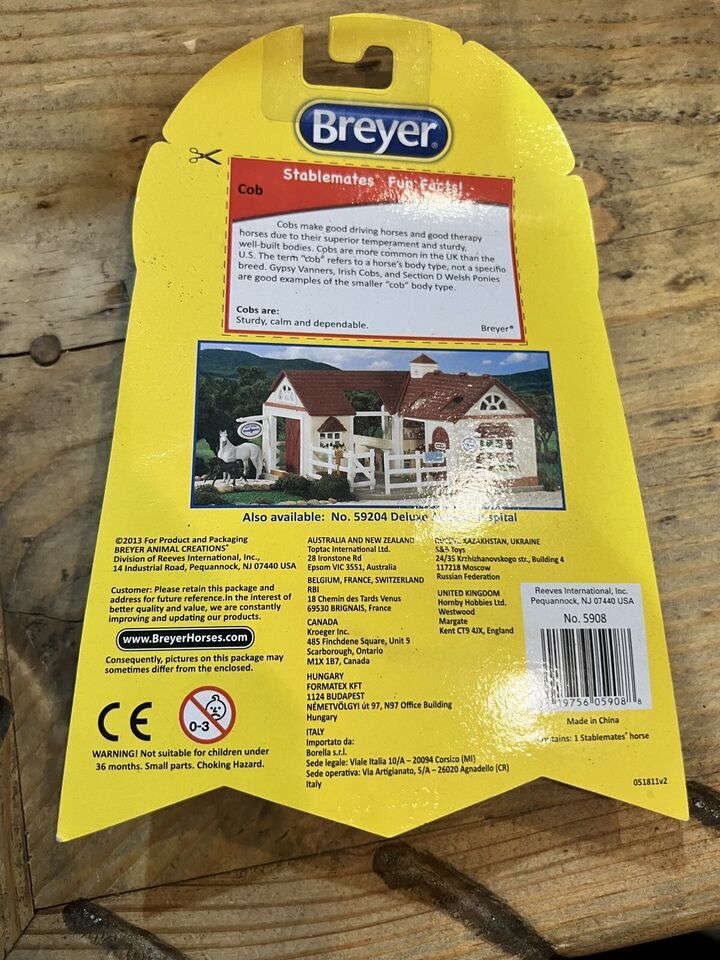 Breyer®
Stablemates® Fun Facts!
Cob
Cobs make good driving horses and good therapy
horses due to their superior temperament and sturdy,
well-built bodies. Cobs are more common in the UK than the
U.S. The term "cob" refers to a horse's body type, not a specific
breed. Gypsy Vanners, Irish Cobs, and Section D Welsh Ponies
are good examples of the smaller "cob" body type.
Cobs are:
Sturdy, calm and dependable.
Breyer®
Also available: No. 59204 Deluxe
©2013 For Product and Packaging
BREYER ANIMAL CREATIONS®
Division of Reeves International, Inc.,
14 Industrial Road, Pequannock, NJ 07440 USA
Customer: Please retain this package and
address for future reference.In the interest of
better quality and value, we are constantly
improving and updating our products.
www.BreyerHorses.com
Consequently, pictures on this package may
sometimes differ from the enclosed.
CE
0-3
WARNING! Not suitable for children under
36 months. Small parts. Choking Hazard.
AUSTRALIA AND NEW ZEALAND
Toptac International Ltd.
28 Ironstone Rd
Epsom VIC 3551, Australia
BELGIUM, FRANCE, SWITZERLAND
RBI
18 Chemin des Tards Venus
69530 BRIGNAIS, France
CANADA
Kroeger Inc.
485 Finchdene Square, Unit 5
Scarborough, Ontario
M1X 1B7, Canada
HUNGARY
FORMATEX KFT
1124 BUDAPEST
NÉMETVÖLGYI út 97, N97 Office Building
Hungary
ITALY
Importato da:
Borella s.r.l.
Sede legale: Viale Italia 10/A – 20094 Corsico (MI)
Sede operativa: Via Artigianato, 5/A – 26020 Agnadello (CR)
Italy
KAZAKHSTAN, UKRAINE
S&B Toys
24/35 Krzhizhanovskogo str., Building 4
117218 Moscow
Russian Federation
UNITED KINGDOM
Hornby Hobbies Ltd.
Westwood
Margate
Kent CT9 4JX, England
Reeves International, Inc.
Pequannock, NJ 07440 USA
No. 5908
19756 05908 8
Made in China
1 Stablemates® horse
051811v2